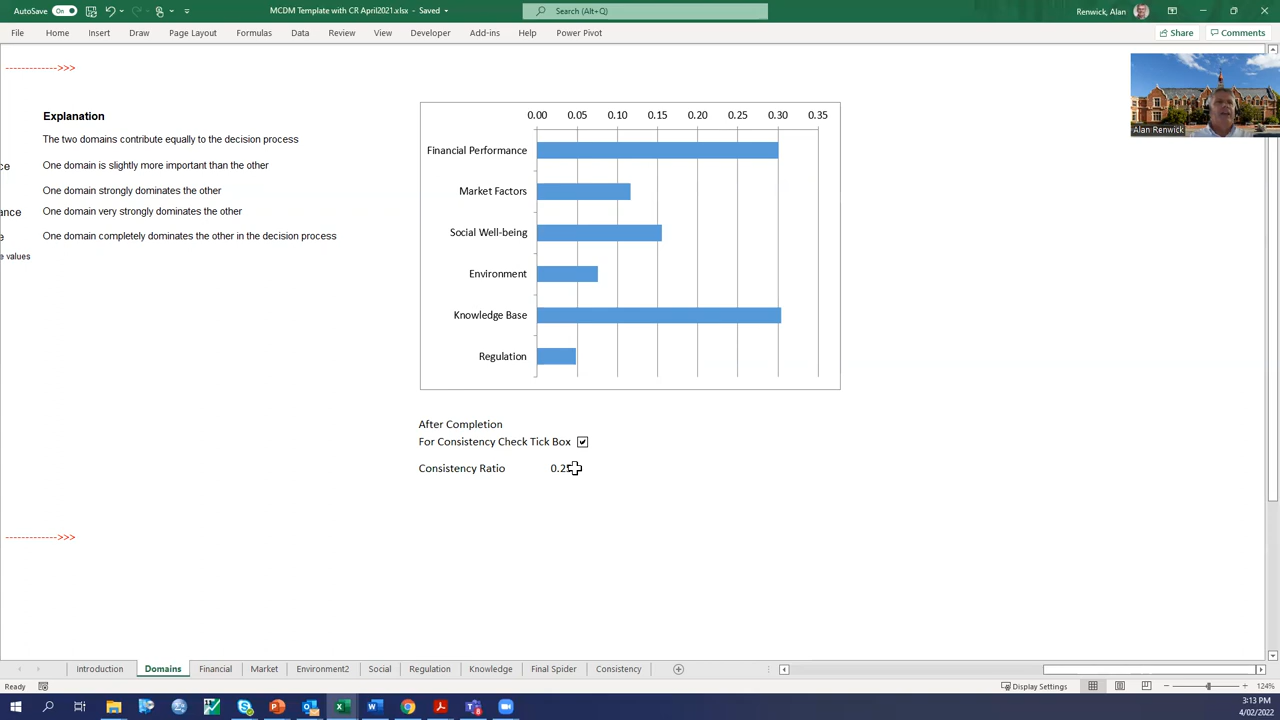 AutoSave On MCDM Template with CR April2021.xlsx - Saved Search (Alt+Q) Renwick, Alan
File Home Insert Draw Page Layout Formulas Data Review View Developer Add-ins Help Power Pivot Share Comments
------------->>>
Explanation
The two domains contribute equally to the decision process
One domain is slightly more important than the other
One domain strongly dominates the other
ance One domain very strongly dominates the other
One domain completely dominates the other in the decision process
e values
0.00 0.05 0.10 0.15 0.20 0.25 0.30 0.35
Financial Performance
Market Factors
Social Well-being
Environment
Knowledge Base
Regulation
Alan Renwick
After Completion
For Consistency Check Tick Box
Consistency Ratio
------------->>>
Introduction Domains Financial Market Environment2 Social Regulation Knowledge Final Spider Consistency
Ready Display Settings 124%
3:13 PM
4/02/2022